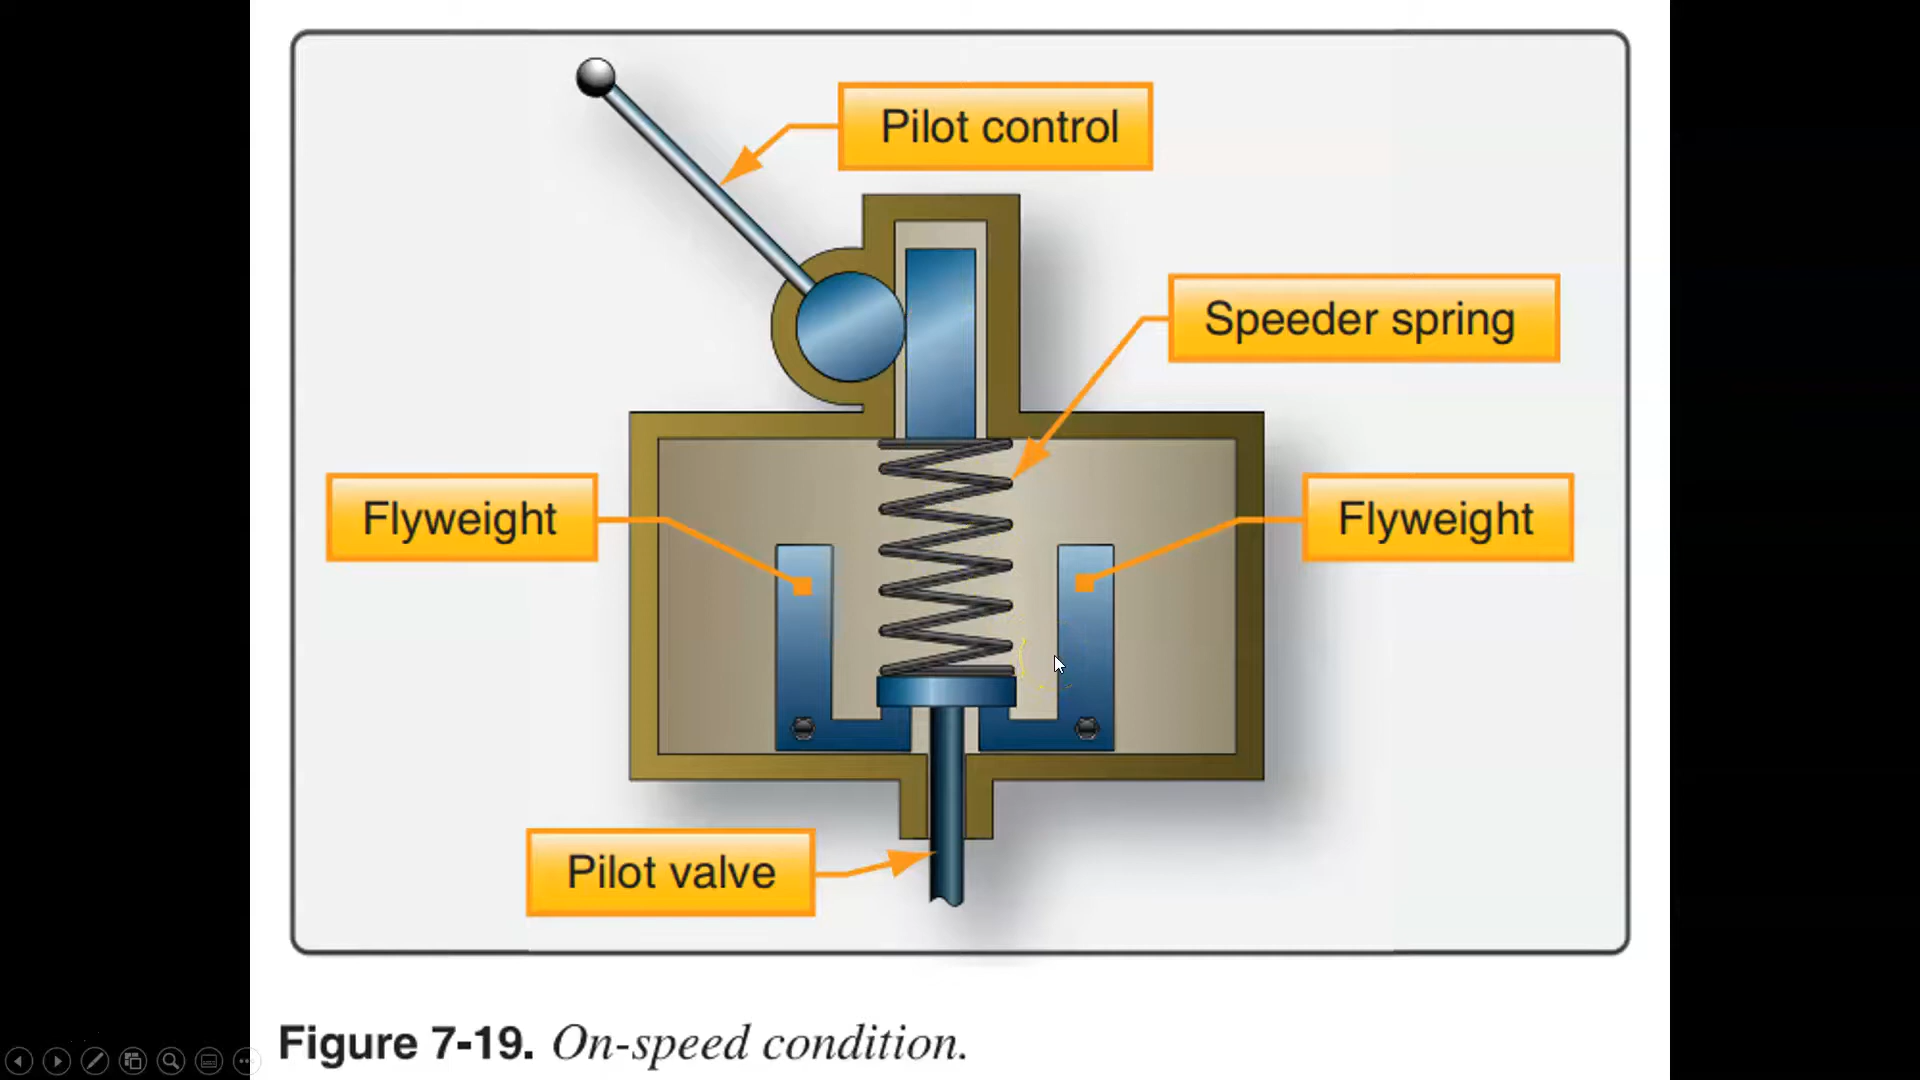 Pilot control
Speeder spring
Flyweight
Flyweight
Pilot valve
Figure 7-19. On-speed condition.